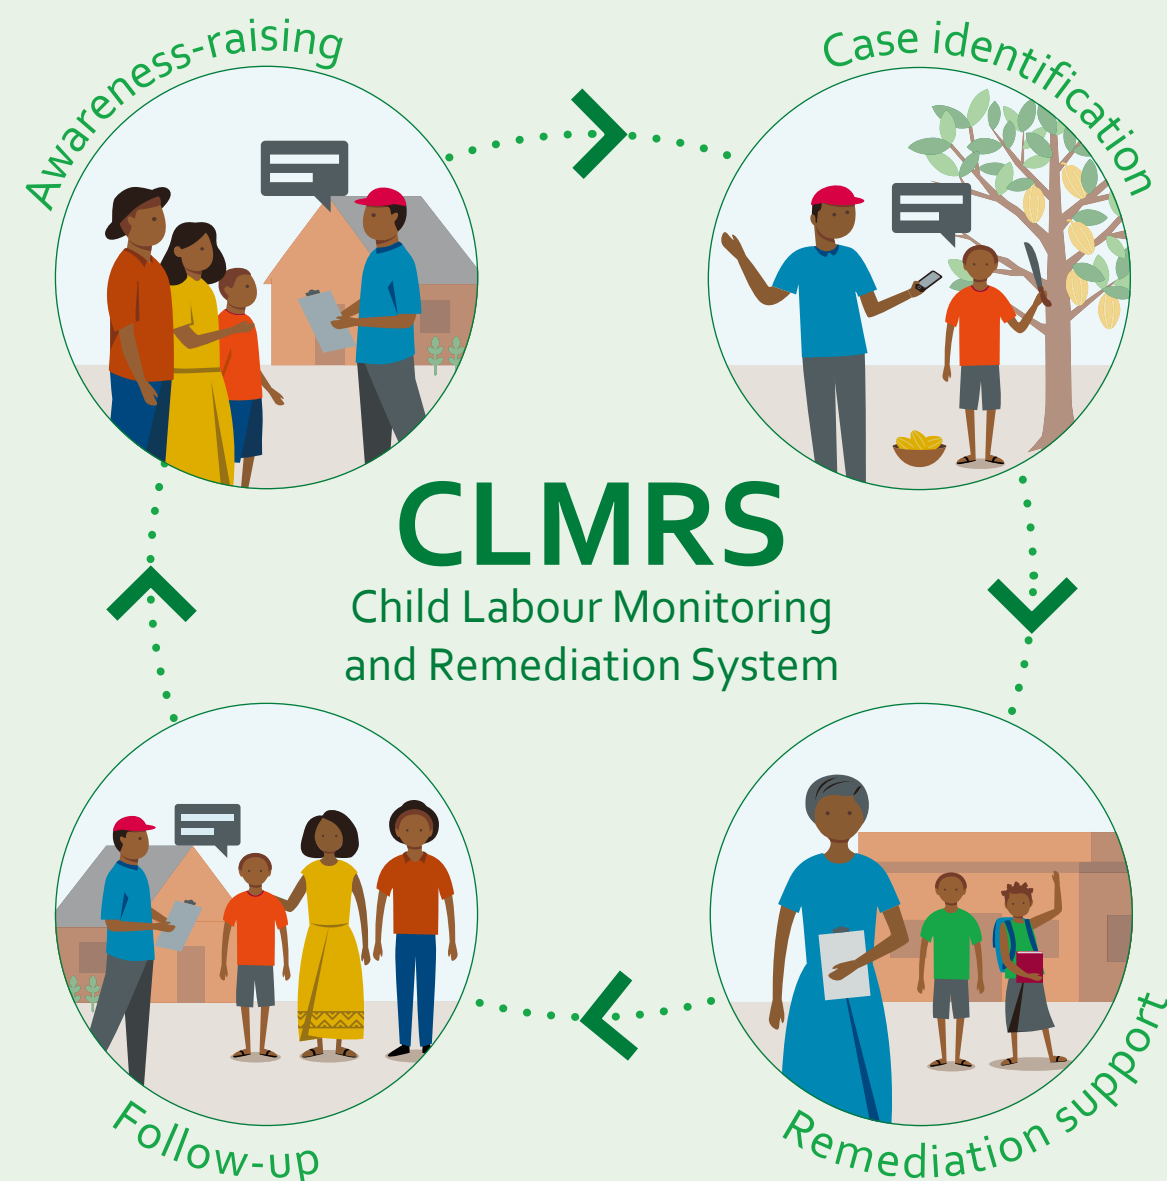 Awareness-raising
Case identification
CLMRS
Child Labour Monitoring
and Remediation System
Follow-up
Remediation support